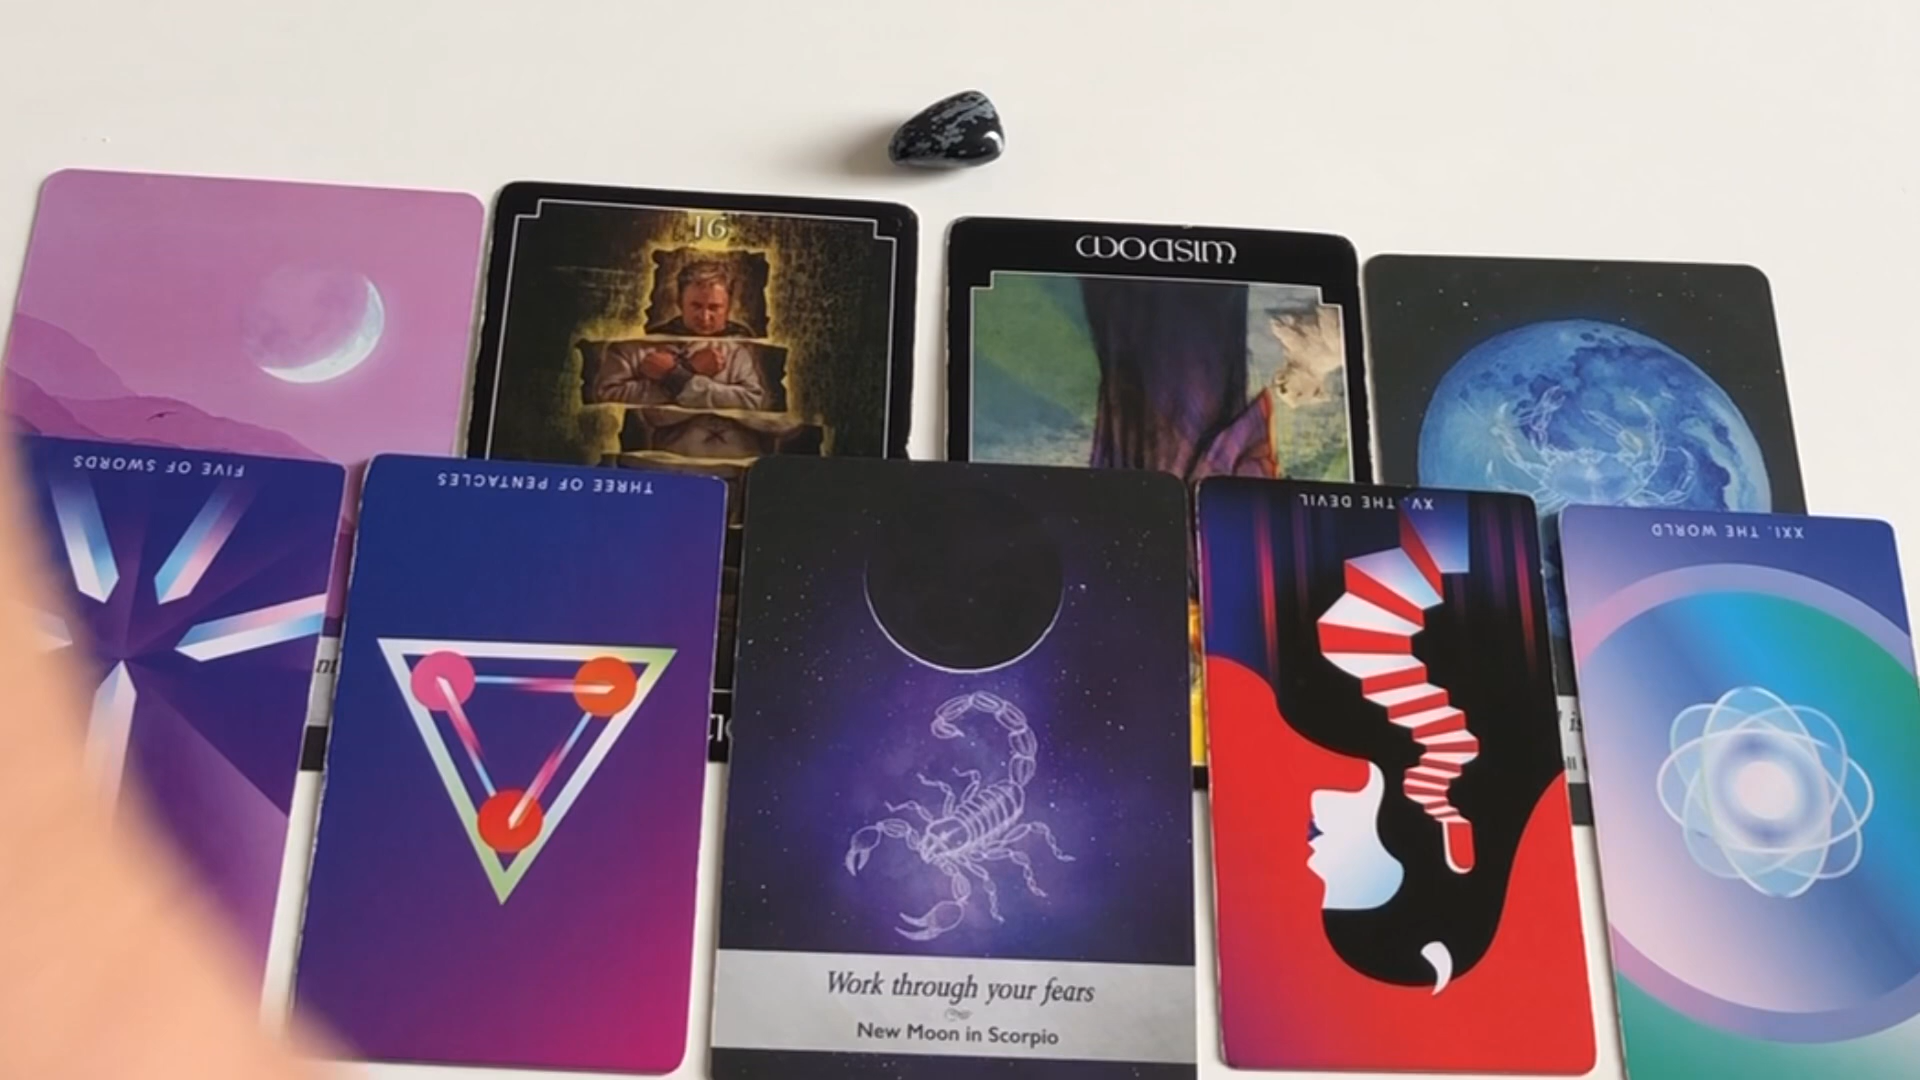 16
WISDOM
FIVE OF SWORDS
THREE OF PENTACLES
XV. THE DEVIL
XXI. THE WORLD
Work through your fears
New Moon in Scorpio